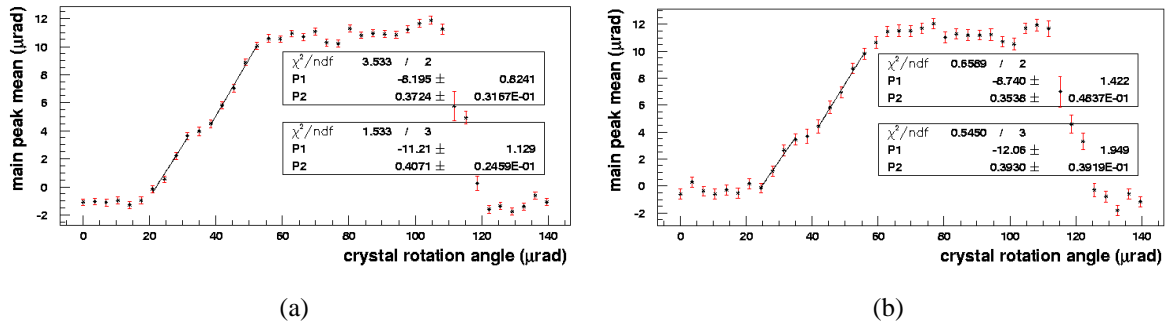 main peak mean (μrad)
12
10
8
6
4
2
0
-2
χ²/ndf 3.533 / 2
P1 -8.195 ± 0.8241
P2 0.3724 ± 0.3167E-01
χ²/ndf 1.533 / 3
P1 -11.21 ± 1.129
P2 0.4071 ± 0.2459E-01
0 20 40 60 80 100 120 140
crystal rotation angle (μrad)
(a)
main peak mean (μrad)
12
10
8
6
4
2
0
-2
χ²/ndf 0.6589 / 2
P1 -8.740 ± 1.422
P2 0.3538 ± 0.4837E-01
χ²/ndf 0.5450 / 3
P1 -12.06 ± 1.949
P2 0.3930 ± 0.3919E-01
0 20 40 60 80 100 120 140
crystal rotation angle (μrad)
(b)